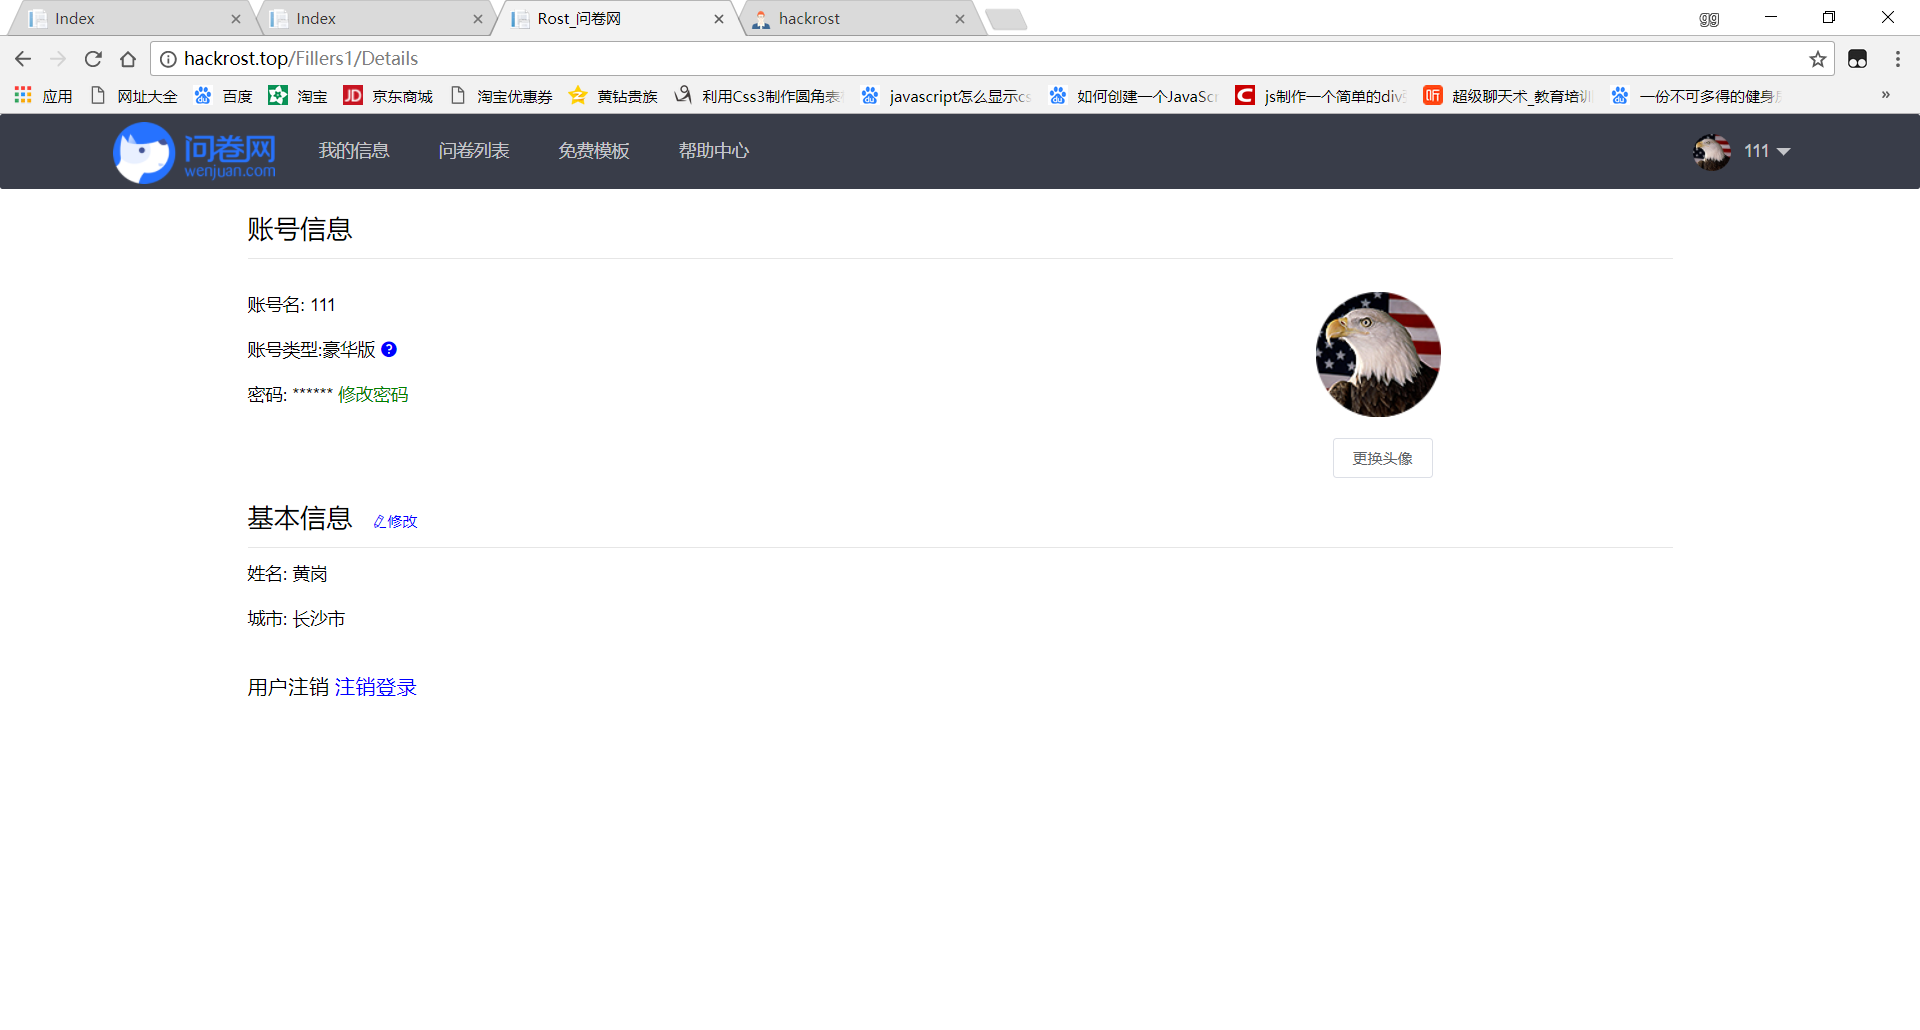 Index
Index
Rost_问卷网
hackrost
gg
hackrost.top/Fillers1/Details
应用
网址大全
百度
淘宝
JD 京东商城
淘宝优惠券
黄钻贵族
利用Css3制作圆角表
javascript怎么显示cs
如何创建一个JavaScr
js制作一个简单的div
听 超级聊天术_教育培训
一份不可多得的健身
»
问卷网
wenjuan.com
我的信息
问卷列表
免费模板
帮助中心
111
账号信息
账号名: 111
账号类型:豪华版
密码: ****** 修改密码
更换头像
基本信息 修改
姓名: 黄岗
城市: 长沙市
用户注销 注销登录